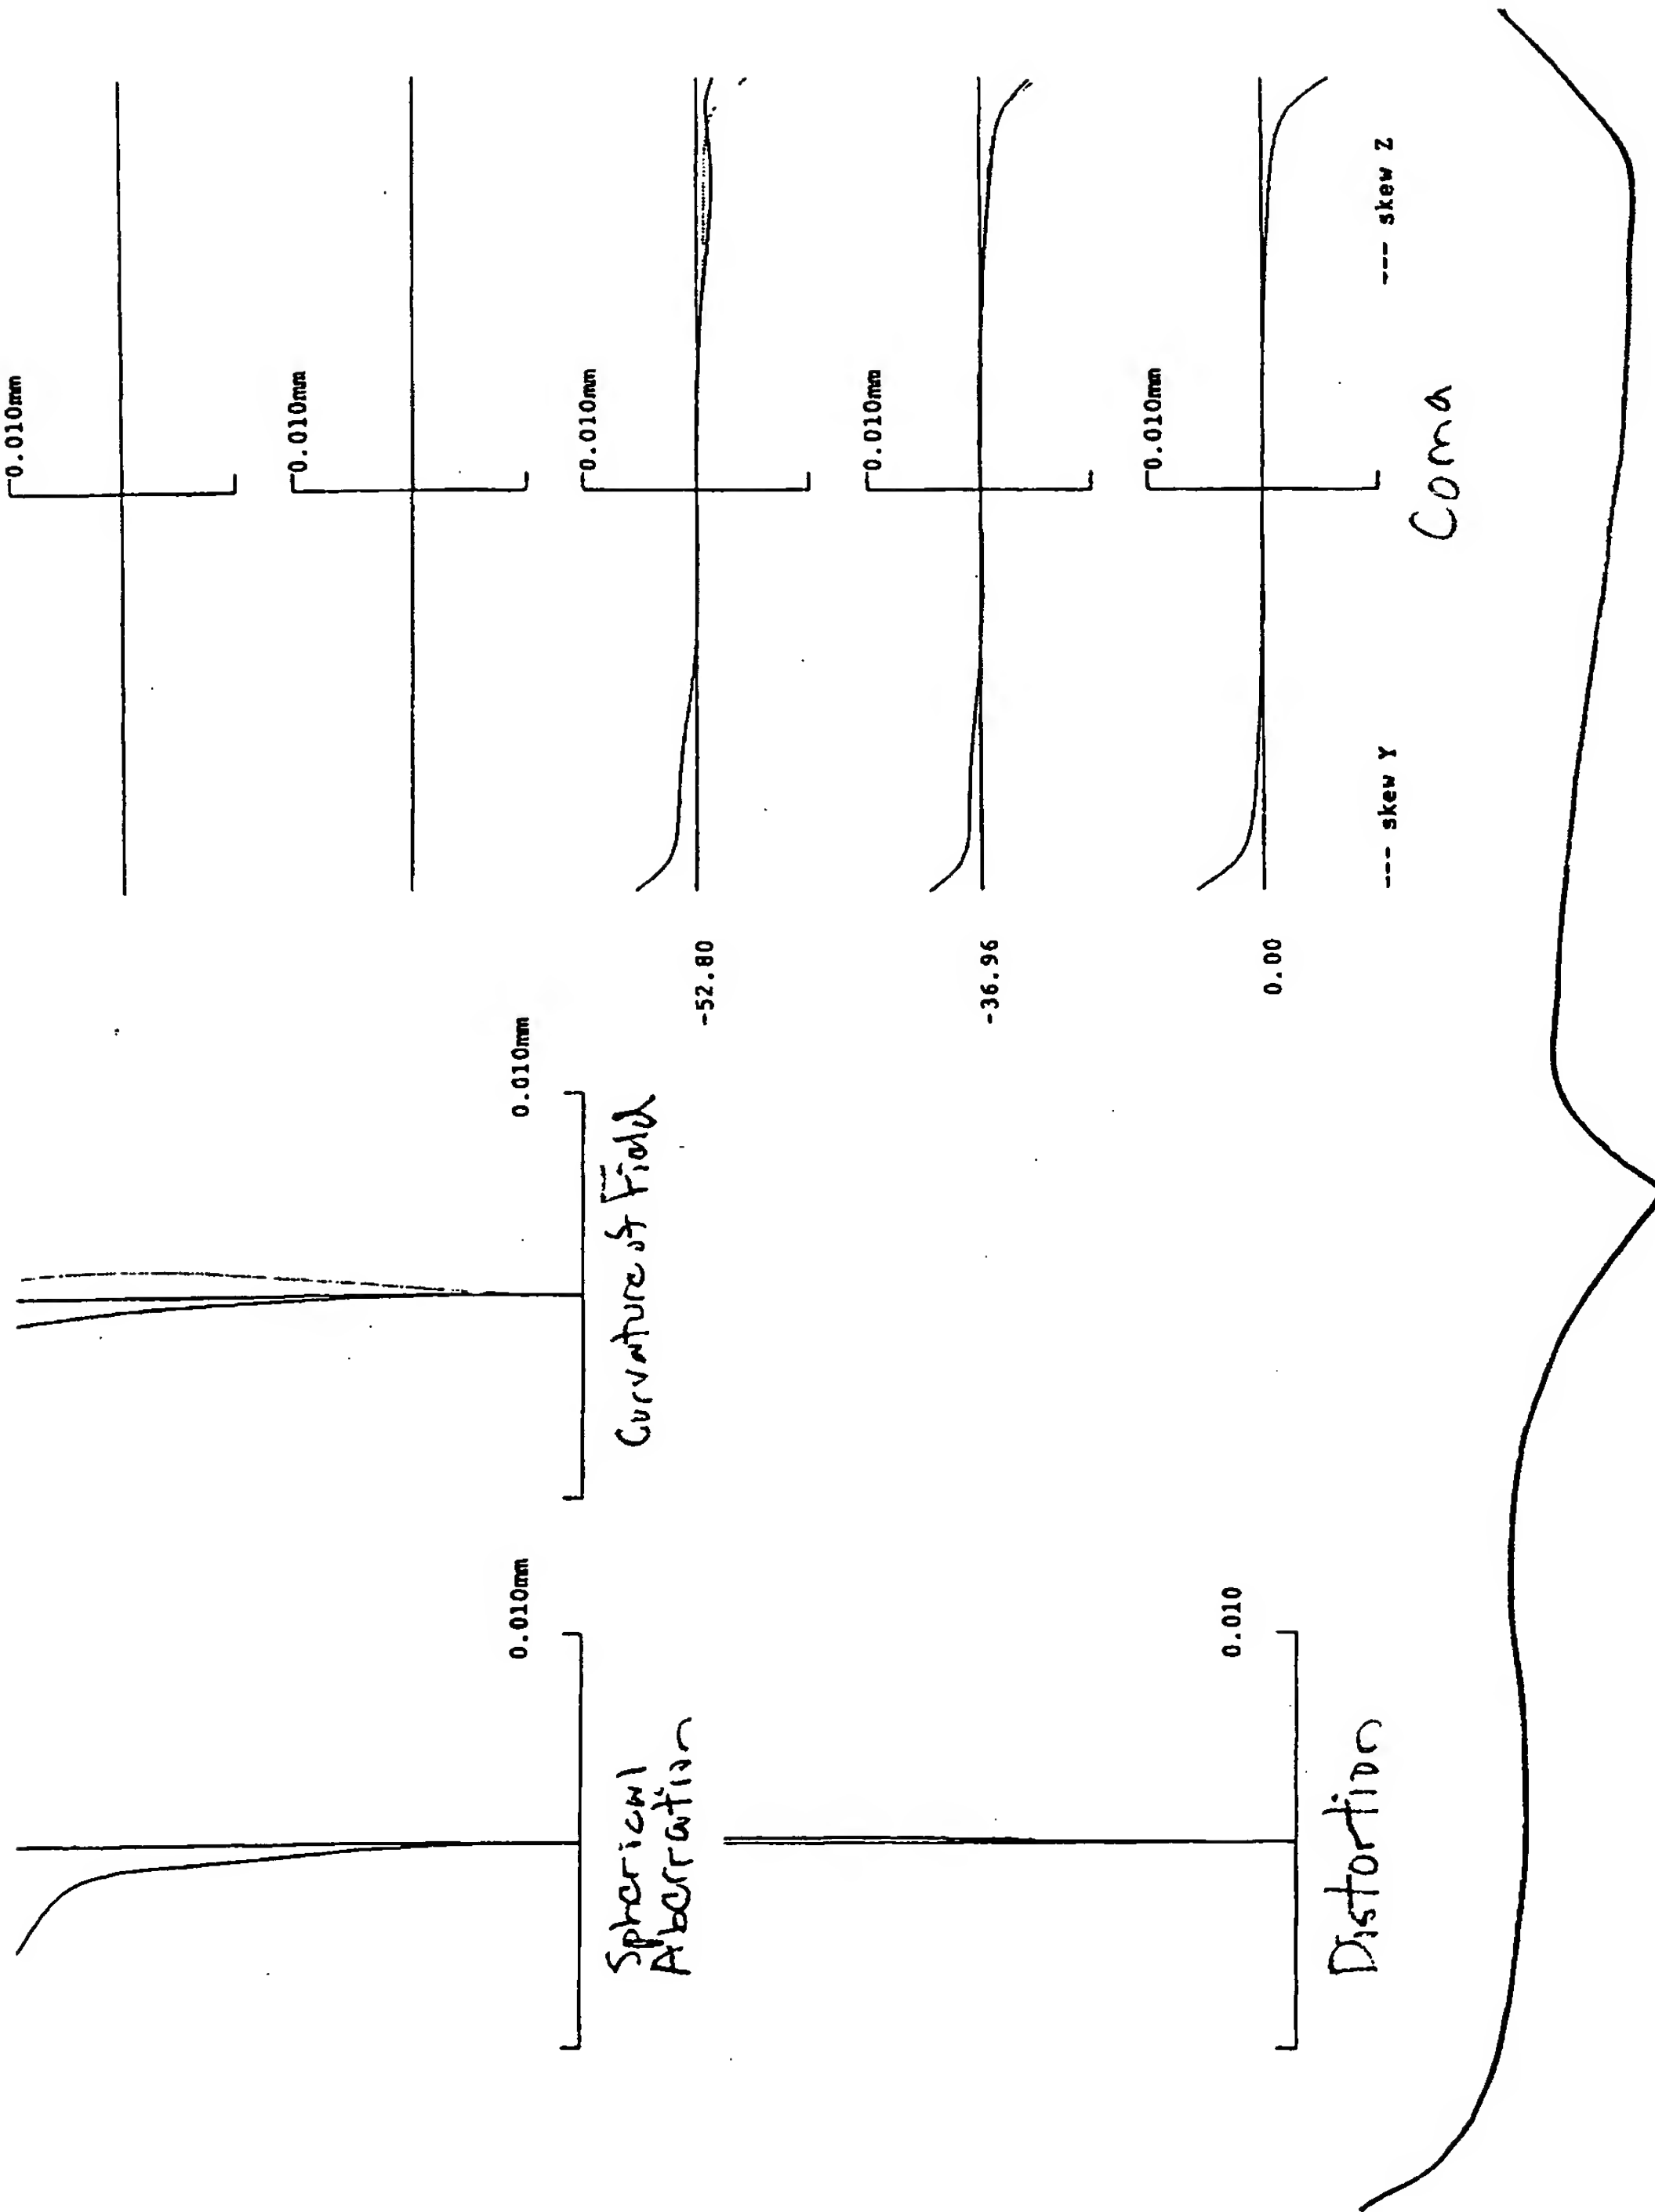 0.010mm
Spherical
Aberration
0.010mm
Curvature of Field
0.010
Distortion
0.010mm
0.010mm
0.010mm
-52.80
0.010mm
-36.96
0.010mm
0.00
--- skew Y
--- skew Z
Coma